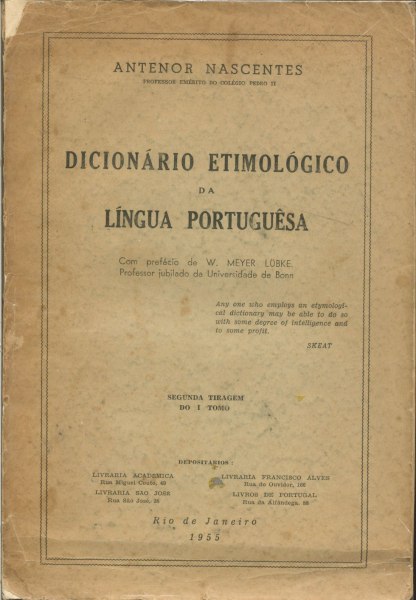 ANTENOR NASCENTES
PROFESSOR EMÉRITO DO COLÉGIO PEDRO II
DICIONÁRIO ETIMOLÓGICO
DA
LÍNGUA PORTUGUÊSA
Com prefácio de W. MEYER LÜBKE.
Professor jubilado da Universidade de Bonn
Any one who employs an etymologi-
cal dictionary may be able to do so
with some degree of intelligence and
to some profit.
SKEAT
SEGUNDA TIRAGEM
DO I TOMO
DEPOSITÁRIOS :
LIVRARIA ACADÊMICA
Rua Miguel Couto, 49
LIVRARIA SÃO JOSÉ
Rua São José, 38
LIVRARIA FRANCISCO ALVES
Rua do Ouvidor, 166
LIVROS DE PORTUGAL
Rua da Alfândega,
Rio de Janeiro
1955